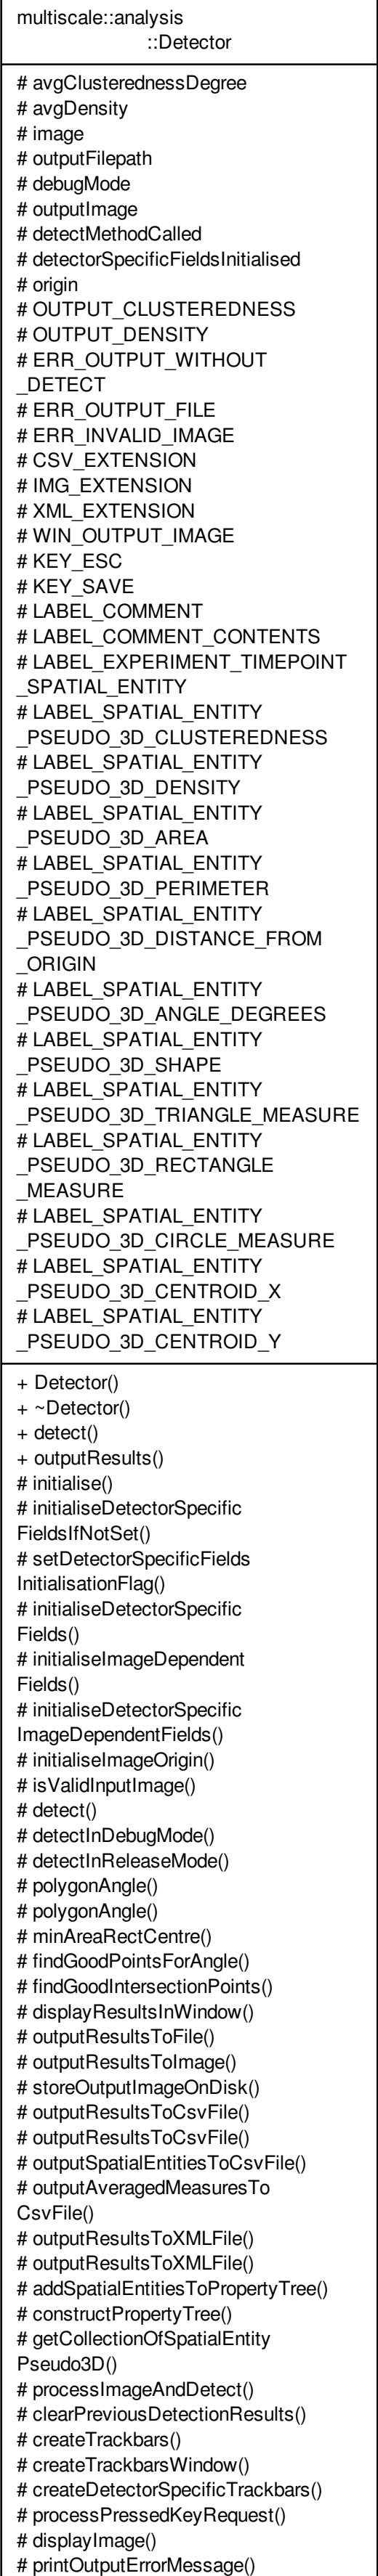 multiscale::analysis
::Detector
# avgClusterednessDegree
# avgDensity
# image
# outputFilepath
# debugMode
# outputImage
# detectMethodCalled
# detectorSpecificFieldsInitialised
# origin
# OUTPUT_CLUSTEREDNESS
# OUTPUT_DENSITY
# ERR_OUTPUT_WITHOUT
_DETECT
# ERR_OUTPUT_FILE
# ERR_INVALID_IMAGE
# CSV_EXTENSION
# IMG_EXTENSION
# XML_EXTENSION
# WIN_OUTPUT_IMAGE
# KEY_ESC
# KEY_SAVE
# LABEL_COMMENT
# LABEL_COMMENT_CONTENTS
# LABEL_EXPERIMENT_TIMEPOINT
_SPATIAL_ENTITY
# LABEL_SPATIAL_ENTITY
_PSEUDO_3D_CLUSTEREDNESS
# LABEL_SPATIAL_ENTITY
_PSEUDO_3D_DENSITY
# LABEL_SPATIAL_ENTITY
_PSEUDO_3D_AREA
# LABEL_SPATIAL_ENTITY
_PSEUDO_3D_PERIMETER
# LABEL_SPATIAL_ENTITY
_PSEUDO_3D_DISTANCE_FROM
_ORIGIN
# LABEL_SPATIAL_ENTITY
_PSEUDO_3D_ANGLE_DEGREES
# LABEL_SPATIAL_ENTITY
_PSEUDO_3D_SHAPE
# LABEL_SPATIAL_ENTITY
_PSEUDO_3D_TRIANGLE_MEASURE
# LABEL_SPATIAL_ENTITY
_PSEUDO_3D_RECTANGLE
_MEASURE
# LABEL_SPATIAL_ENTITY
_PSEUDO_3D_CIRCLE_MEASURE
# LABEL_SPATIAL_ENTITY
_PSEUDO_3D_CENTROID_X
# LABEL_SPATIAL_ENTITY
_PSEUDO_3D_CENTROID_Y
+ Detector()
+ ~Detector()
+ detect()
+ outputResults()
# initialise()
# initialiseDetectorSpecific
FieldsIfNotSet()
# setDetectorSpecificFields
InitialisationFlag()
# initialiseDetectorSpecific
Fields()
# initialiseImageDependent
Fields()
# initialiseDetectorSpecific
ImageDependentFields()
# initialiseImageOrigin()
# isValidInputImage()
# detect()
# detectInDebugMode()
# detectInReleaseMode()
# polygonAngle()
# polygonAngle()
# minAreaRectCentre()
# findGoodPointsForAngle()
# findGoodIntersectionPoints()
# displayResultsInWindow()
# outputResultsToFile()
# outputResultsToImage()
# storeOutputImageOnDisk()
# outputResultsToCsvFile()
# outputResultsToCsvFile()
# outputSpatialEntitiesToCsvFile()
# outputAveragedMeasuresTo
CsvFile()
# outputResultsToXMLFile()
# outputResultsToXMLFile()
# addSpatialEntitiesToPropertyTree()
# constructPropertyTree()
# getCollectionOfSpatialEntity
Pseudo3D()
# processImageAndDetect()
# clearPreviousDetectionResults()
# createTrackbars()
# createTrackbarsWindow()
# createDetectorSpecificTrackbars()
# processPressedKeyRequest()
# displayImage()
# printOutputErrorMessage()